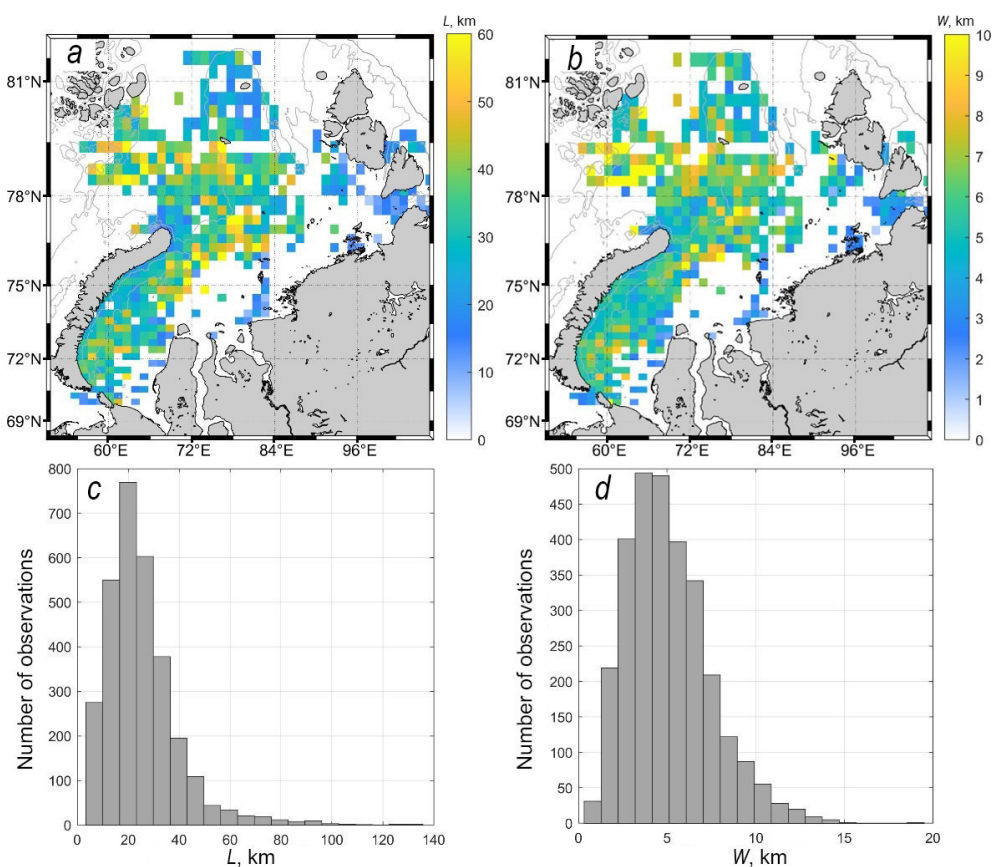 L, km
W, km
a
60
50
40
30
20
10
0
81°N
78°N
75°N
72°N
69°N
60°E 72°E 84°E 96°E
b
10
9
8
7
6
5
4
3
2
1
0
81°N
78°N
75°N
72°N
69°N
60°E 72°E 84°E 96°E
c
Number of observations
800
700
600
500
400
300
200
100
0
0 20 40 60 80 100 120 140
L, km
d
Number of observations
500
450
400
350
300
250
200
150
100
50
0
0 5 10 15 20
W, km